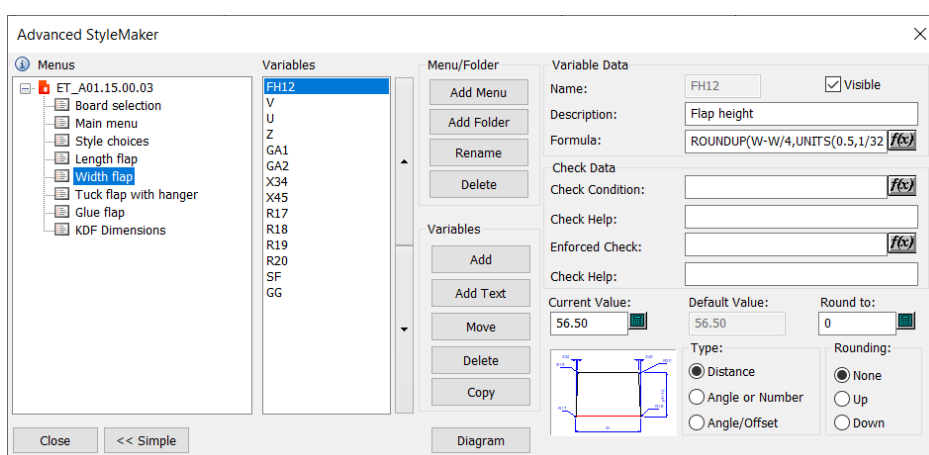 Advanced StyleMaker
Menus
ET_A01.15.00.03
Board selection
Main menu
Style choices
Length flap
Width flap
Tuck flap with hanger
Glue flap
KDF Dimensions
Variables
FH12
V
U
Z
GA1
GA2
X34
X45
R17
R18
R19
R20
SF
GG
Menu/Folder
Add Menu
Add Folder
Rename
Delete
Variables
Add
Add Text
Move
Delete
Copy
Diagram
Variable Data
Name: FH12 Visible
Description: Flap height
Formula: ROUNDUP(W-W/4,UNITS(0.5,1/32 f(x)
Check Data
Check Condition: f(x)
Check Help:
Enforced Check: f(x)
Check Help:
Current Value: Default Value: Round to:
56.50 56.50 0
Type:
Distance
Angle or Number
Angle/Offset
Rounding:
None
Up
Down
Close << Simple